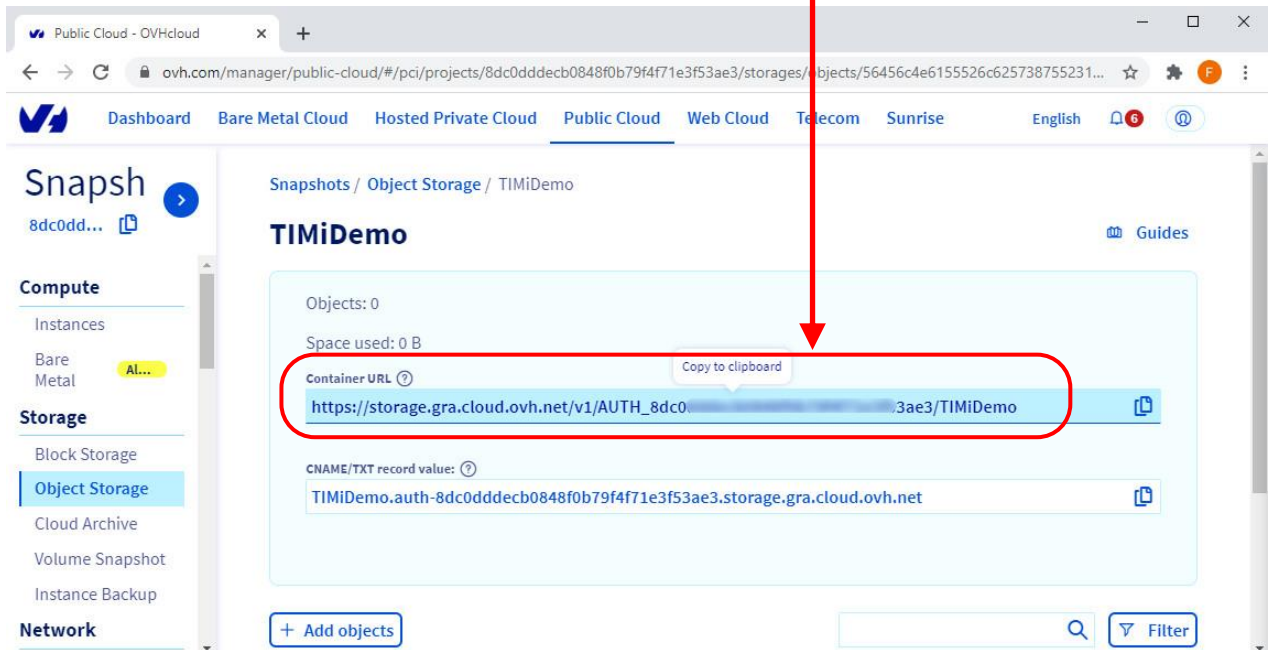 Public Cloud - OVHcloud
ovh.com/manager/public-cloud/#/pci/projects/8dc0dddecb0848f0b79f4f71e3f53ae3/storages/objects/56456c4e6155526c625738755231...
F
Dashboard Bare Metal Cloud Hosted Private Cloud Public Cloud Web Cloud Telecom Sunrise English 6
Snapsh
8dc0dd...
Snapshots / Object Storage / TIMiDemo
TIMiDemo
Guides
Compute
Instances
Bare Metal
Al...
Storage
Block Storage
Object Storage
Cloud Archive
Volume Snapshot
Instance Backup
Network
Objects: 0
Space used: 0 B
Copy to clipboard
Container URL ?
https://storage.gra.cloud.ovh.net/v1/AUTH_8dc0 3ae3/TIMiDemo
CNAME/TXT record value: ?
TIMiDemo.auth-8dc0dddecb0848f0b79f4f71e3f53ae3.storage.gra.cloud.ovh.net
+ Add objects
Filter